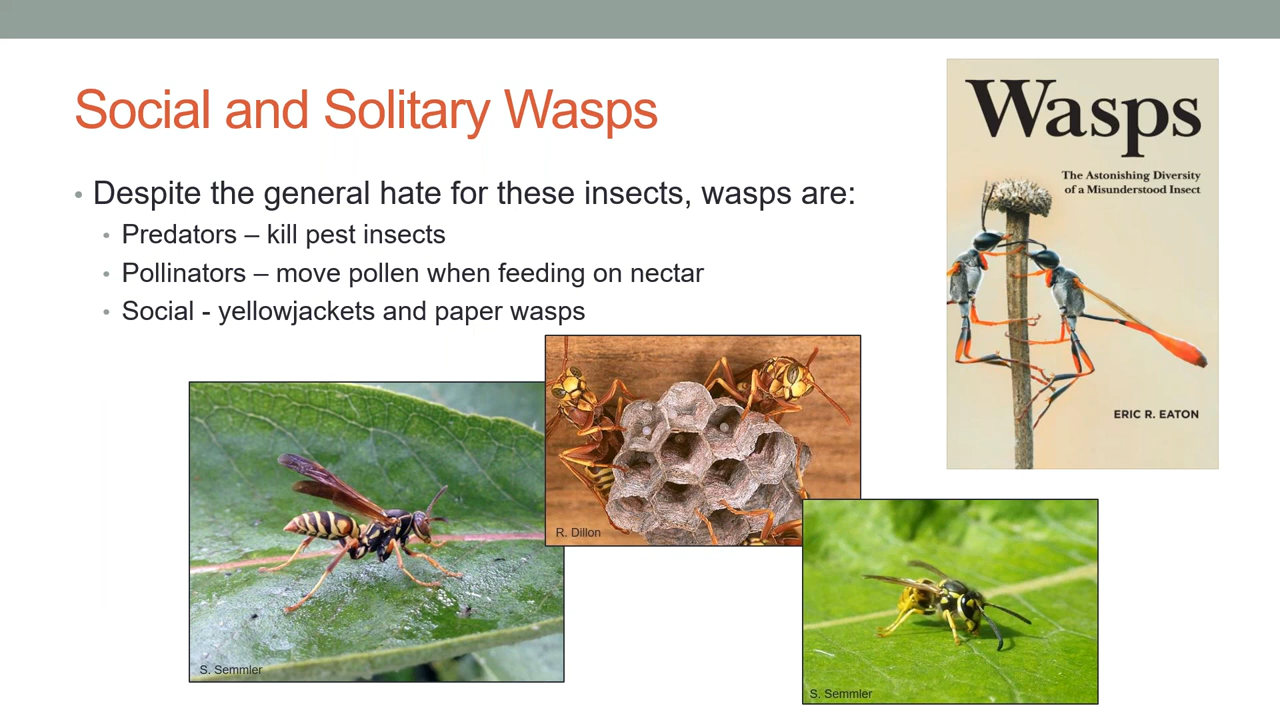 Social and Solitary Wasps
• Despite the general hate for these insects, wasps are:
• Predators – kill pest insects
• Pollinators – move pollen when feeding on nectar
• Social - yellowjackets and paper wasps
Wasps
The Astonishing Diversity
of a Misunderstood Insect
ERIC R. EATON
R. Dillon
S. Semmler
S. Semmler